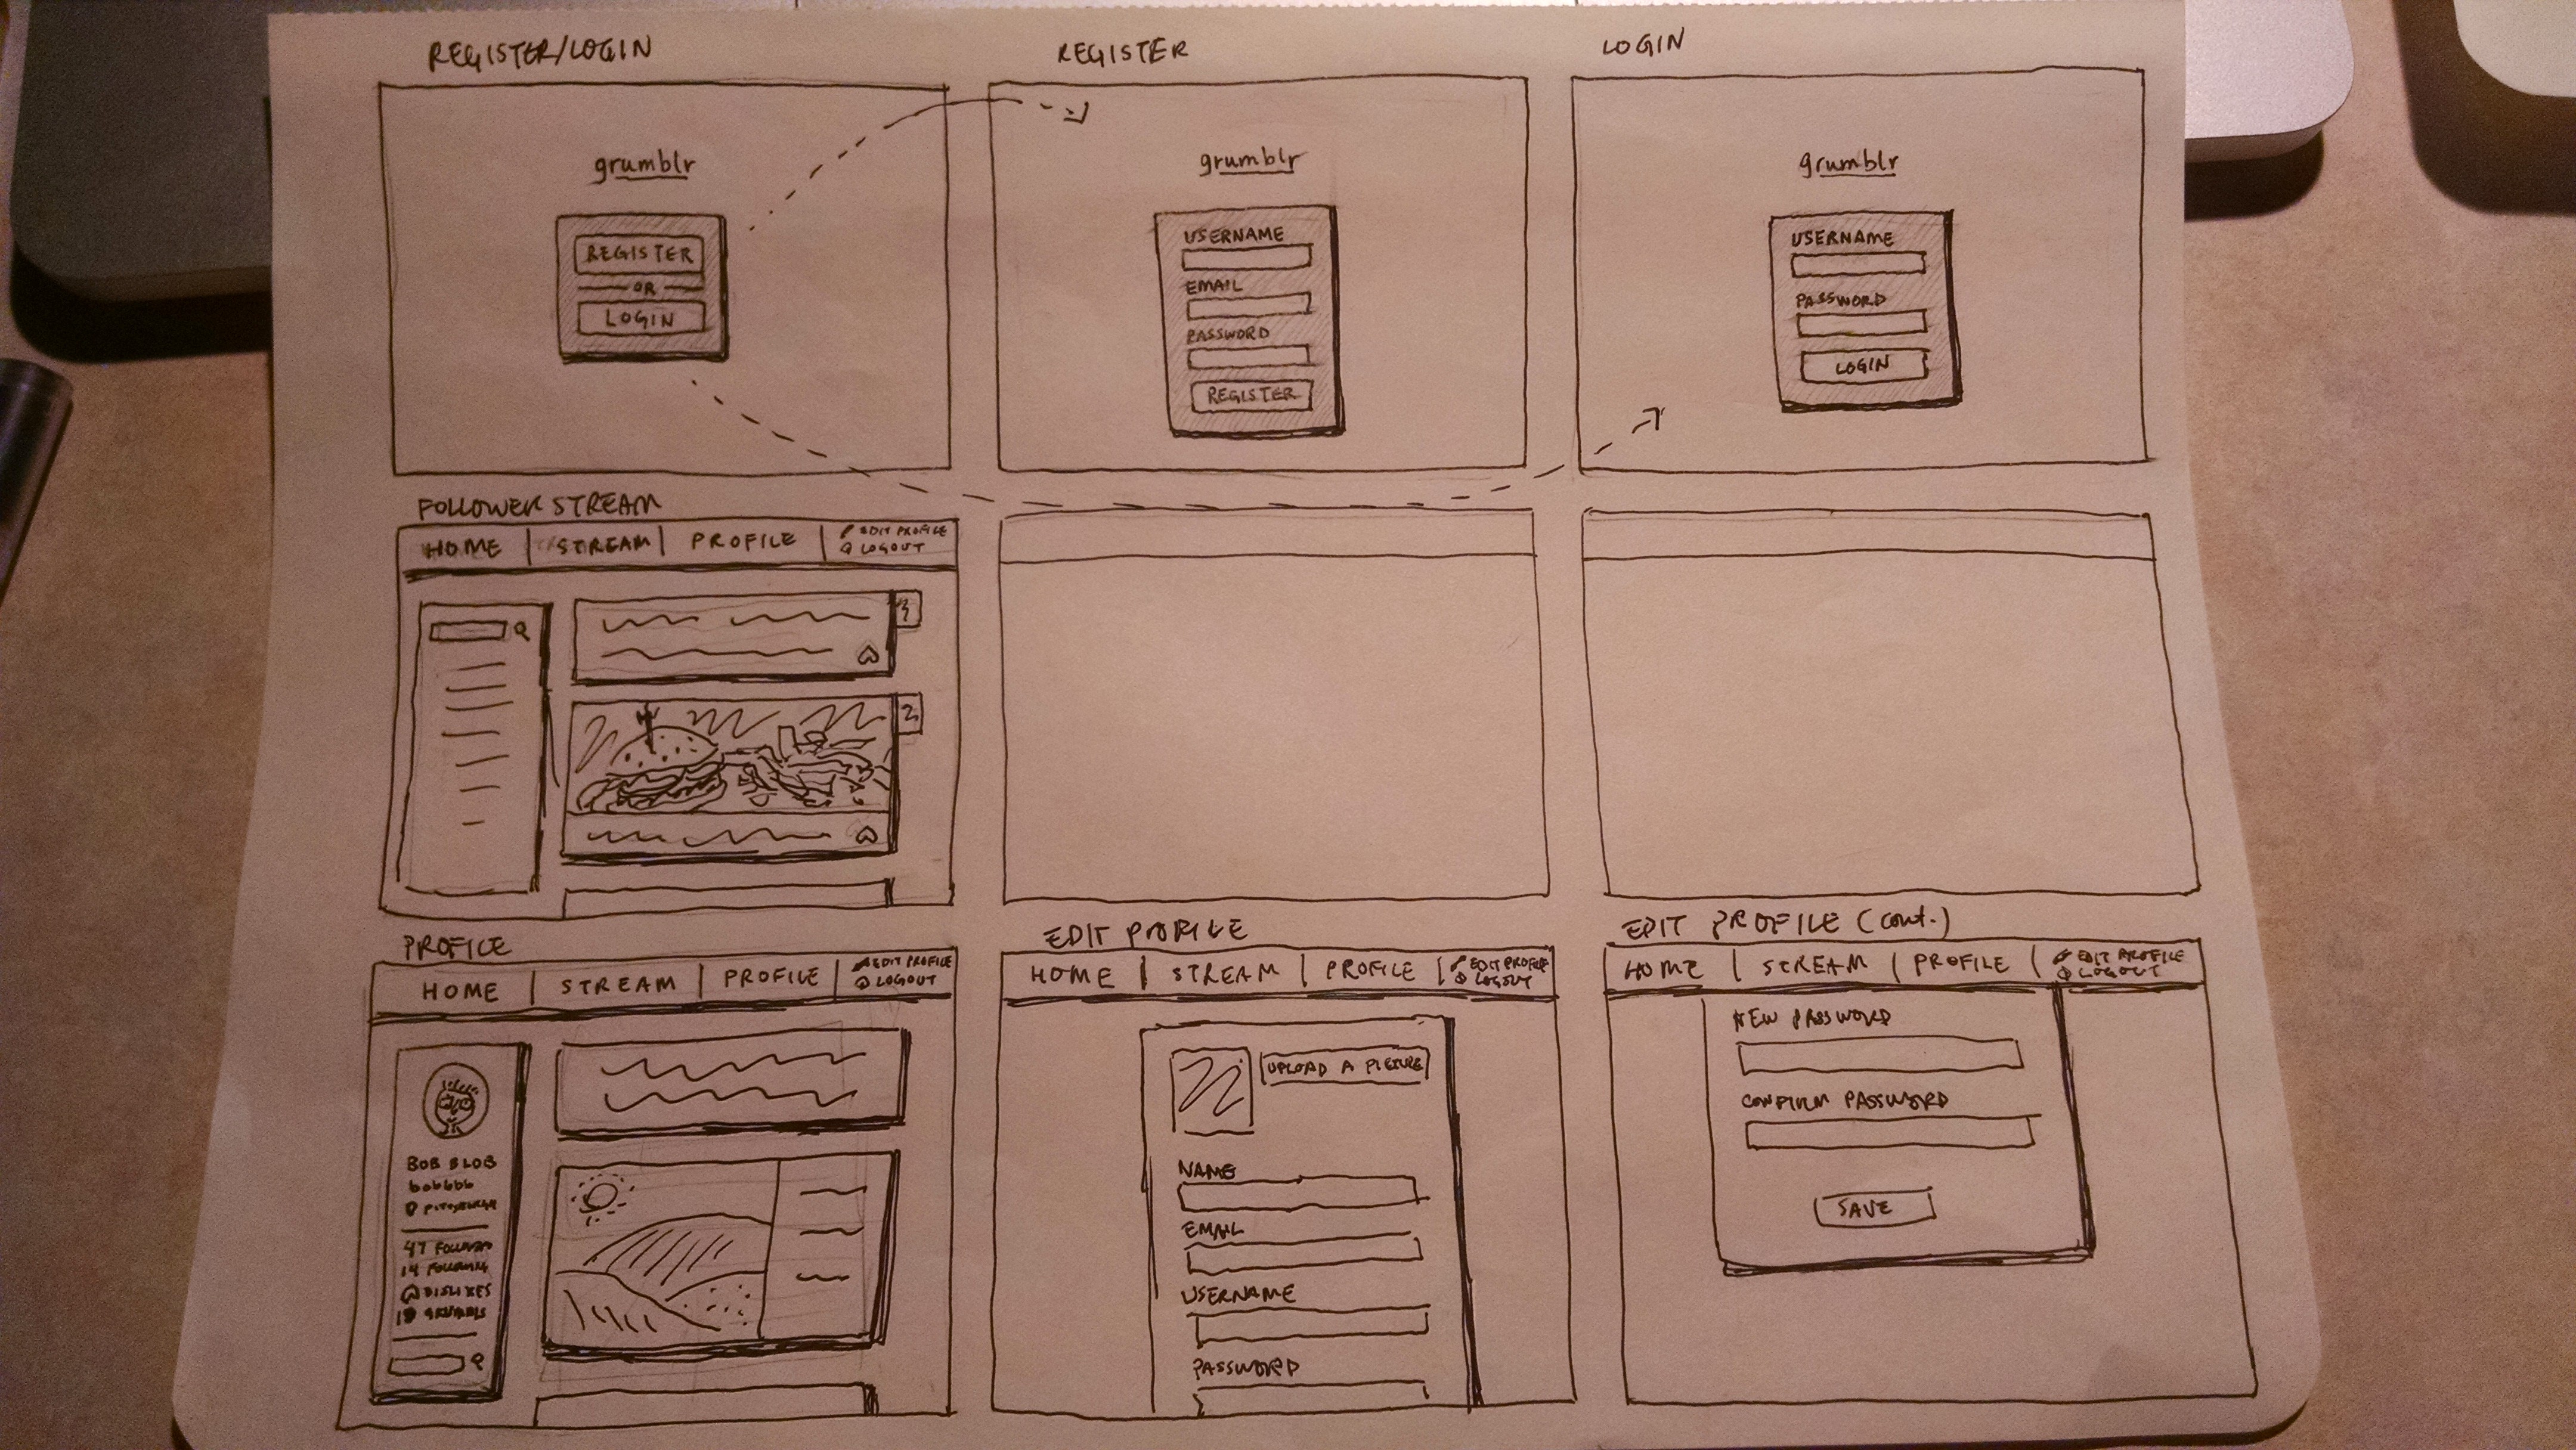 REGISTER/LOGIN
grumblr
REGISTER
OR
LOGIN
REGISTER
grumblr
USERNAME
EMAIL
PASSWORD
REGISTER
LOGIN
grumblr
USERNAME
PASSWORD
LOGIN
FOLLOWER STREAM
HOME | STREAM | PROFILE | EDIT PROFILE
LOGOUT
3
2
PROFILE
HOME | STREAM | PROFILE | EDIT PROFILE
LOGOUT
BOB BLOB
bobbbb
PITTSBURGH
47
14 FOLLOWING
DISLIKES
EDIT PROFILE
HOME | STREAM | PROFILE | EDIT PROFILE
LOGOUT
UPLOAD A PICTURE
NAME
EMAIL
USERNAME
PASSWORD
EDIT PROFILE (cont.)
HOME | STREAM | PROFILE | EDIT PROFILE
LOGOUT
NEW PASSWORD
CONFIRM PASSWORD
SAVE